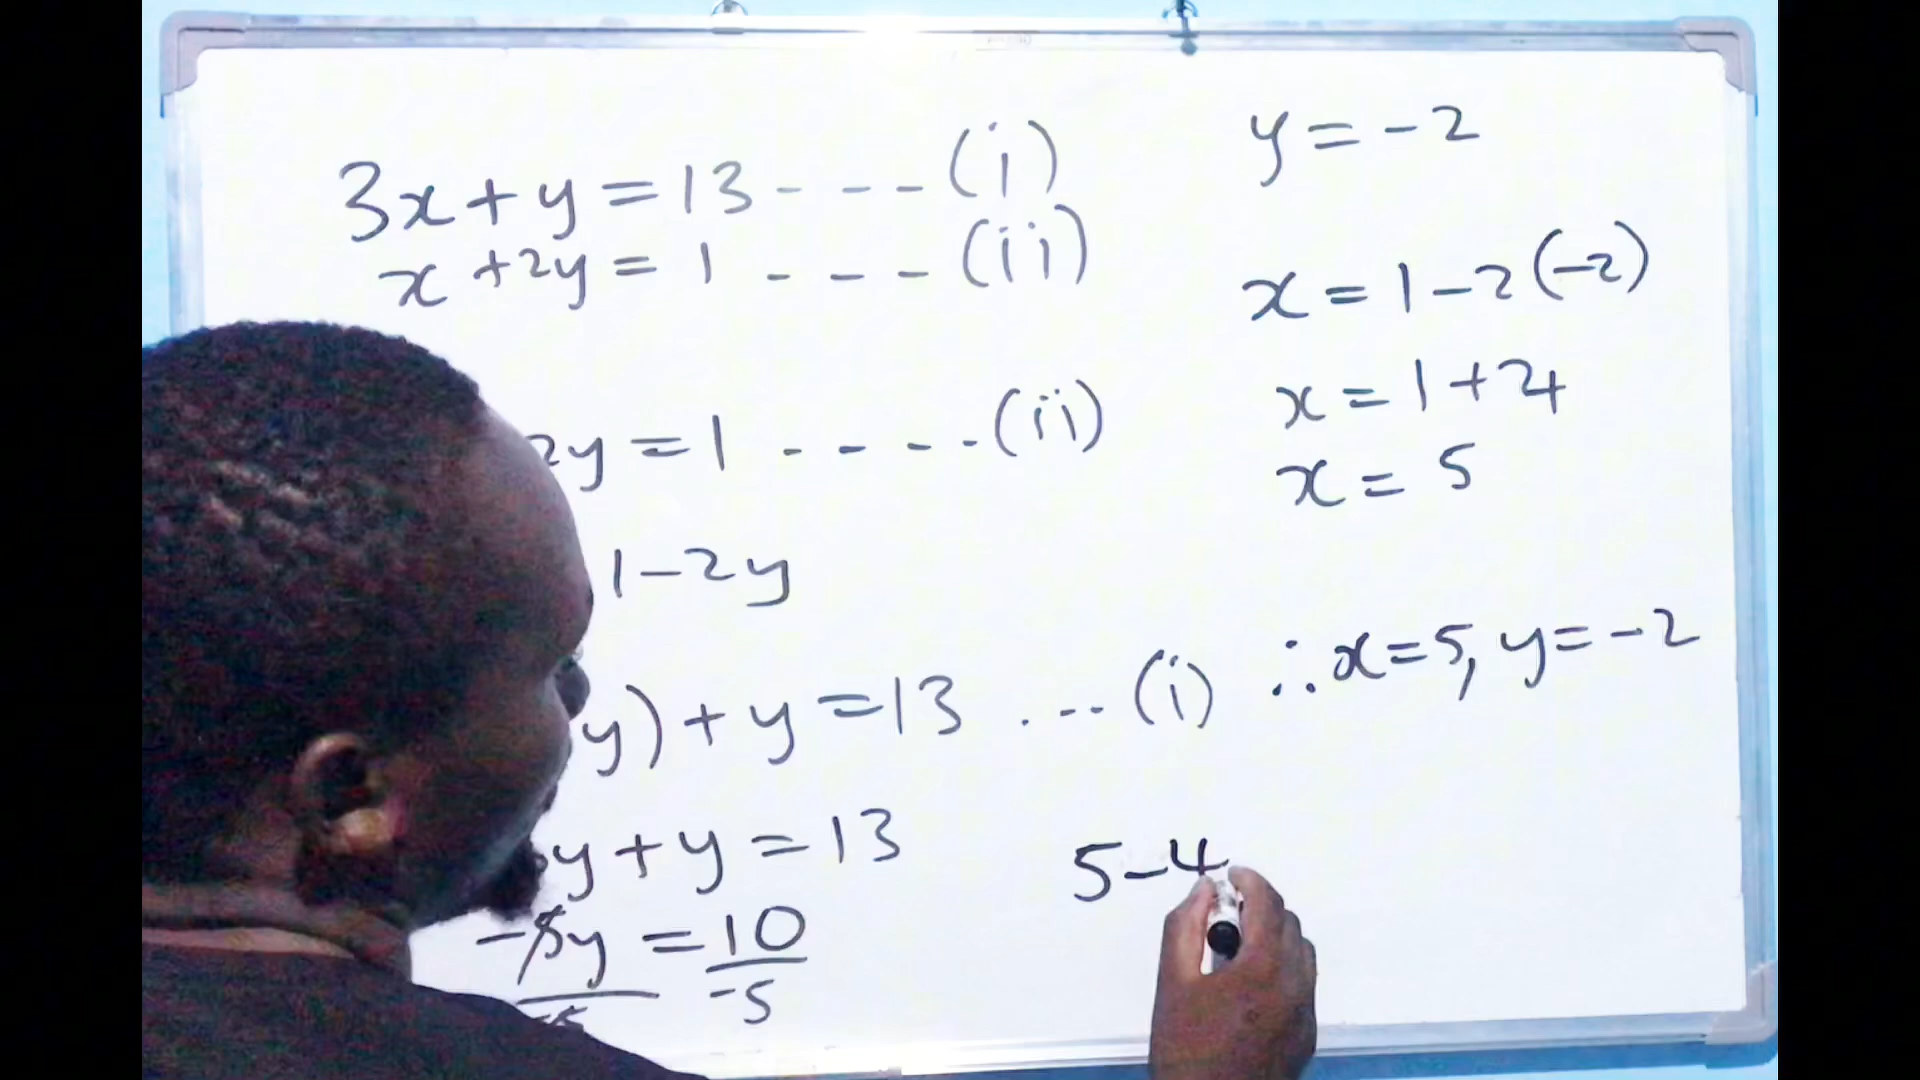 3x+y=13---(i)
x+2y=1---(ii)
2y=1----(ii)
1-2y
y)+y=13...--(i)
y+y=13
-5y=10
-5 -5
y=-2
x=1-2(-2)
x=1+4
x=5
∴x=5, y=-2
5-4